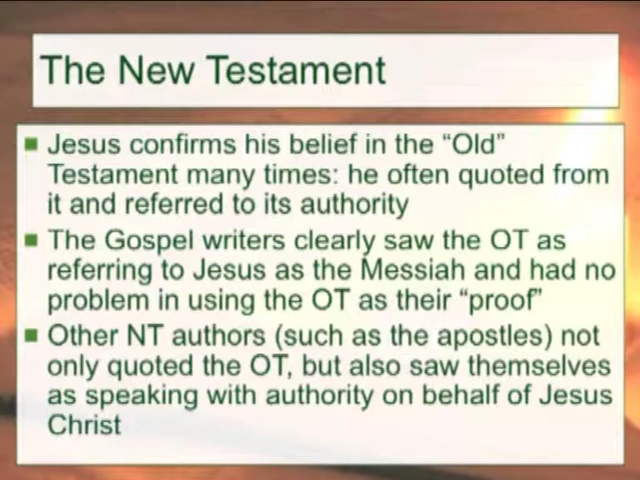 The New Testament
Jesus confirms his belief in the “Old”
Testament many times: he often quoted from
it and referred to its authority
The Gospel writers clearly saw the OT as
referring to Jesus as the Messiah and had no
problem in using the OT as their “proof”
Other NT authors (such as the apostles) not
only quoted the OT, but also saw themselves
as speaking with authority on behalf of Jesus
Christ